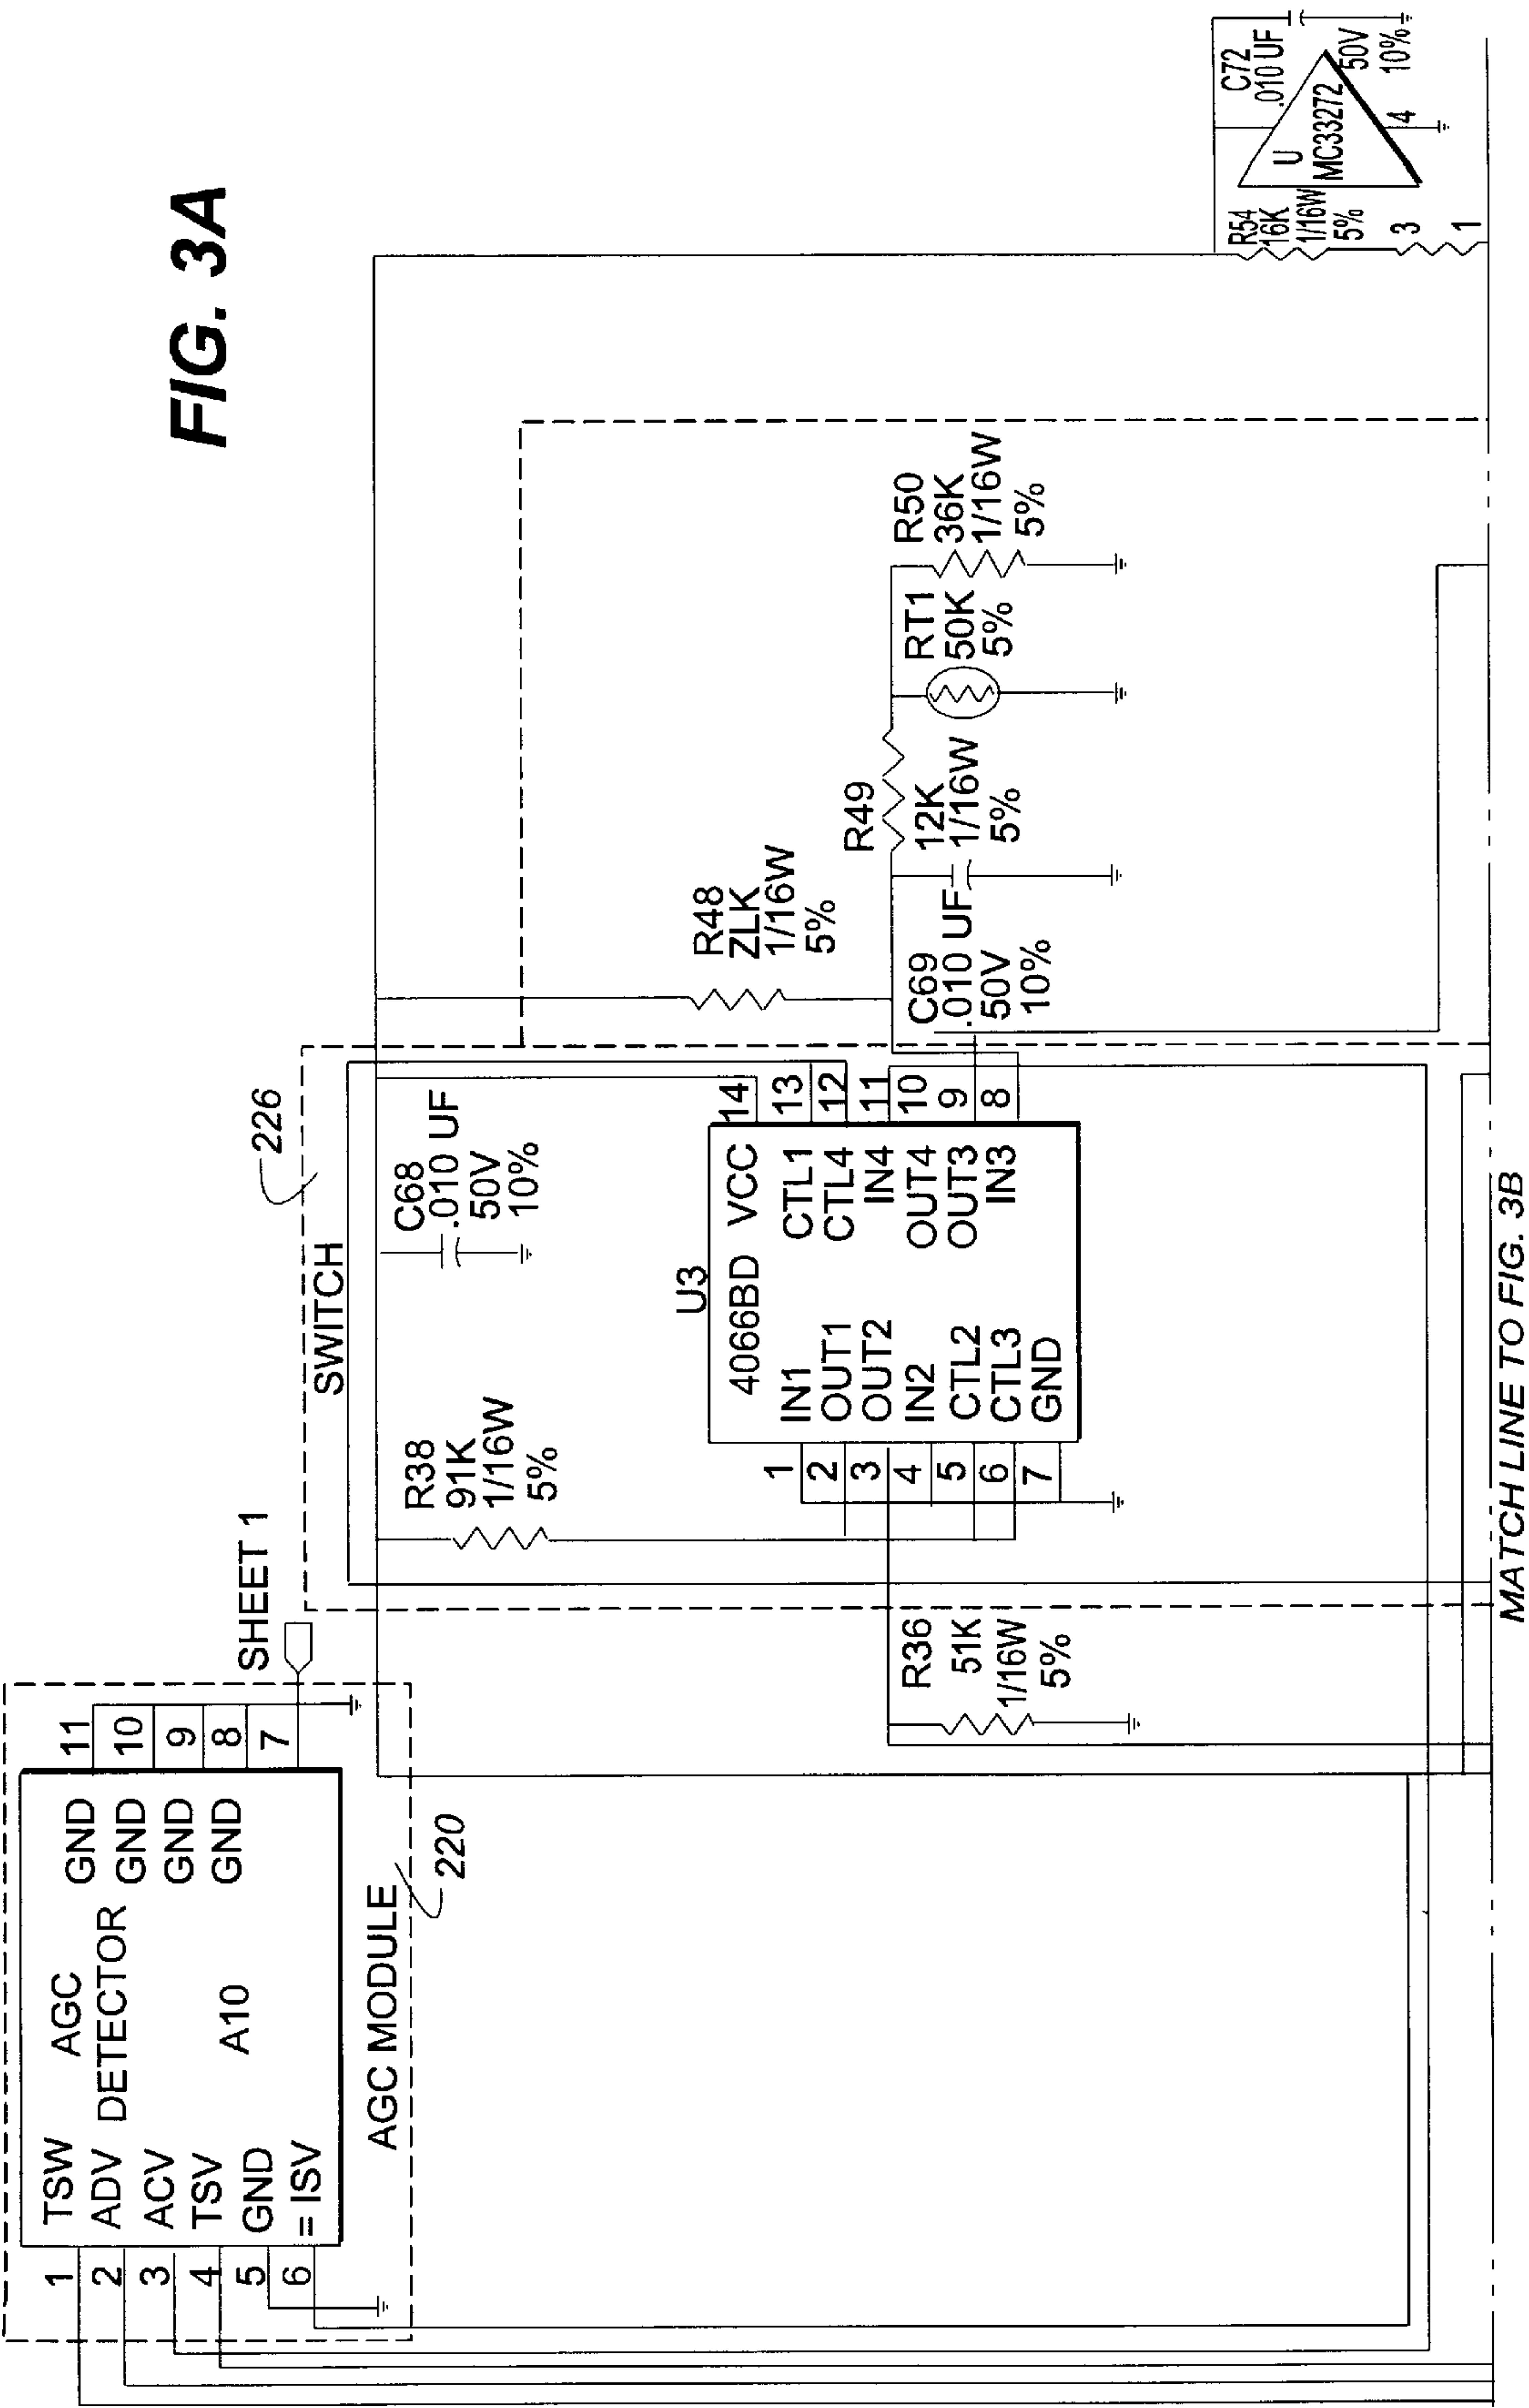 FIG. 3A
1
2
3
4
5
6
TSW
ADV
ACV
TSV
GND
= ISV
AGC
DETECTOR
A10
GND
GND
GND
GND
11
10
9
8
7
AGC MODULE
220
SHEET 1
SWITCH
226
R38
91K
1/16W
5%
C68
.010 UF
50V
10%
R36
51K
1/16W
5%
U3
4066BD
VCC
IN1
OUT1
OUT2
IN2
CTL2
CTL3
GND
CTL1
CTL4
IN4
OUT4
OUT3
IN3
1
2
3
4
5
6
7
14
13
12
11
10
9
8
R48
ZLK
1/16W
5%
C69
.010 UF
50V
10%
R49
12K
1/16W
5%
RT1
50K
5%
R50
36K
1/16W
5%
R54
16K
1/16W
5%
3
1
U
MC33272
4
C72
.010 UF
50V
10%
MATCH LINE TO FIG. 3B